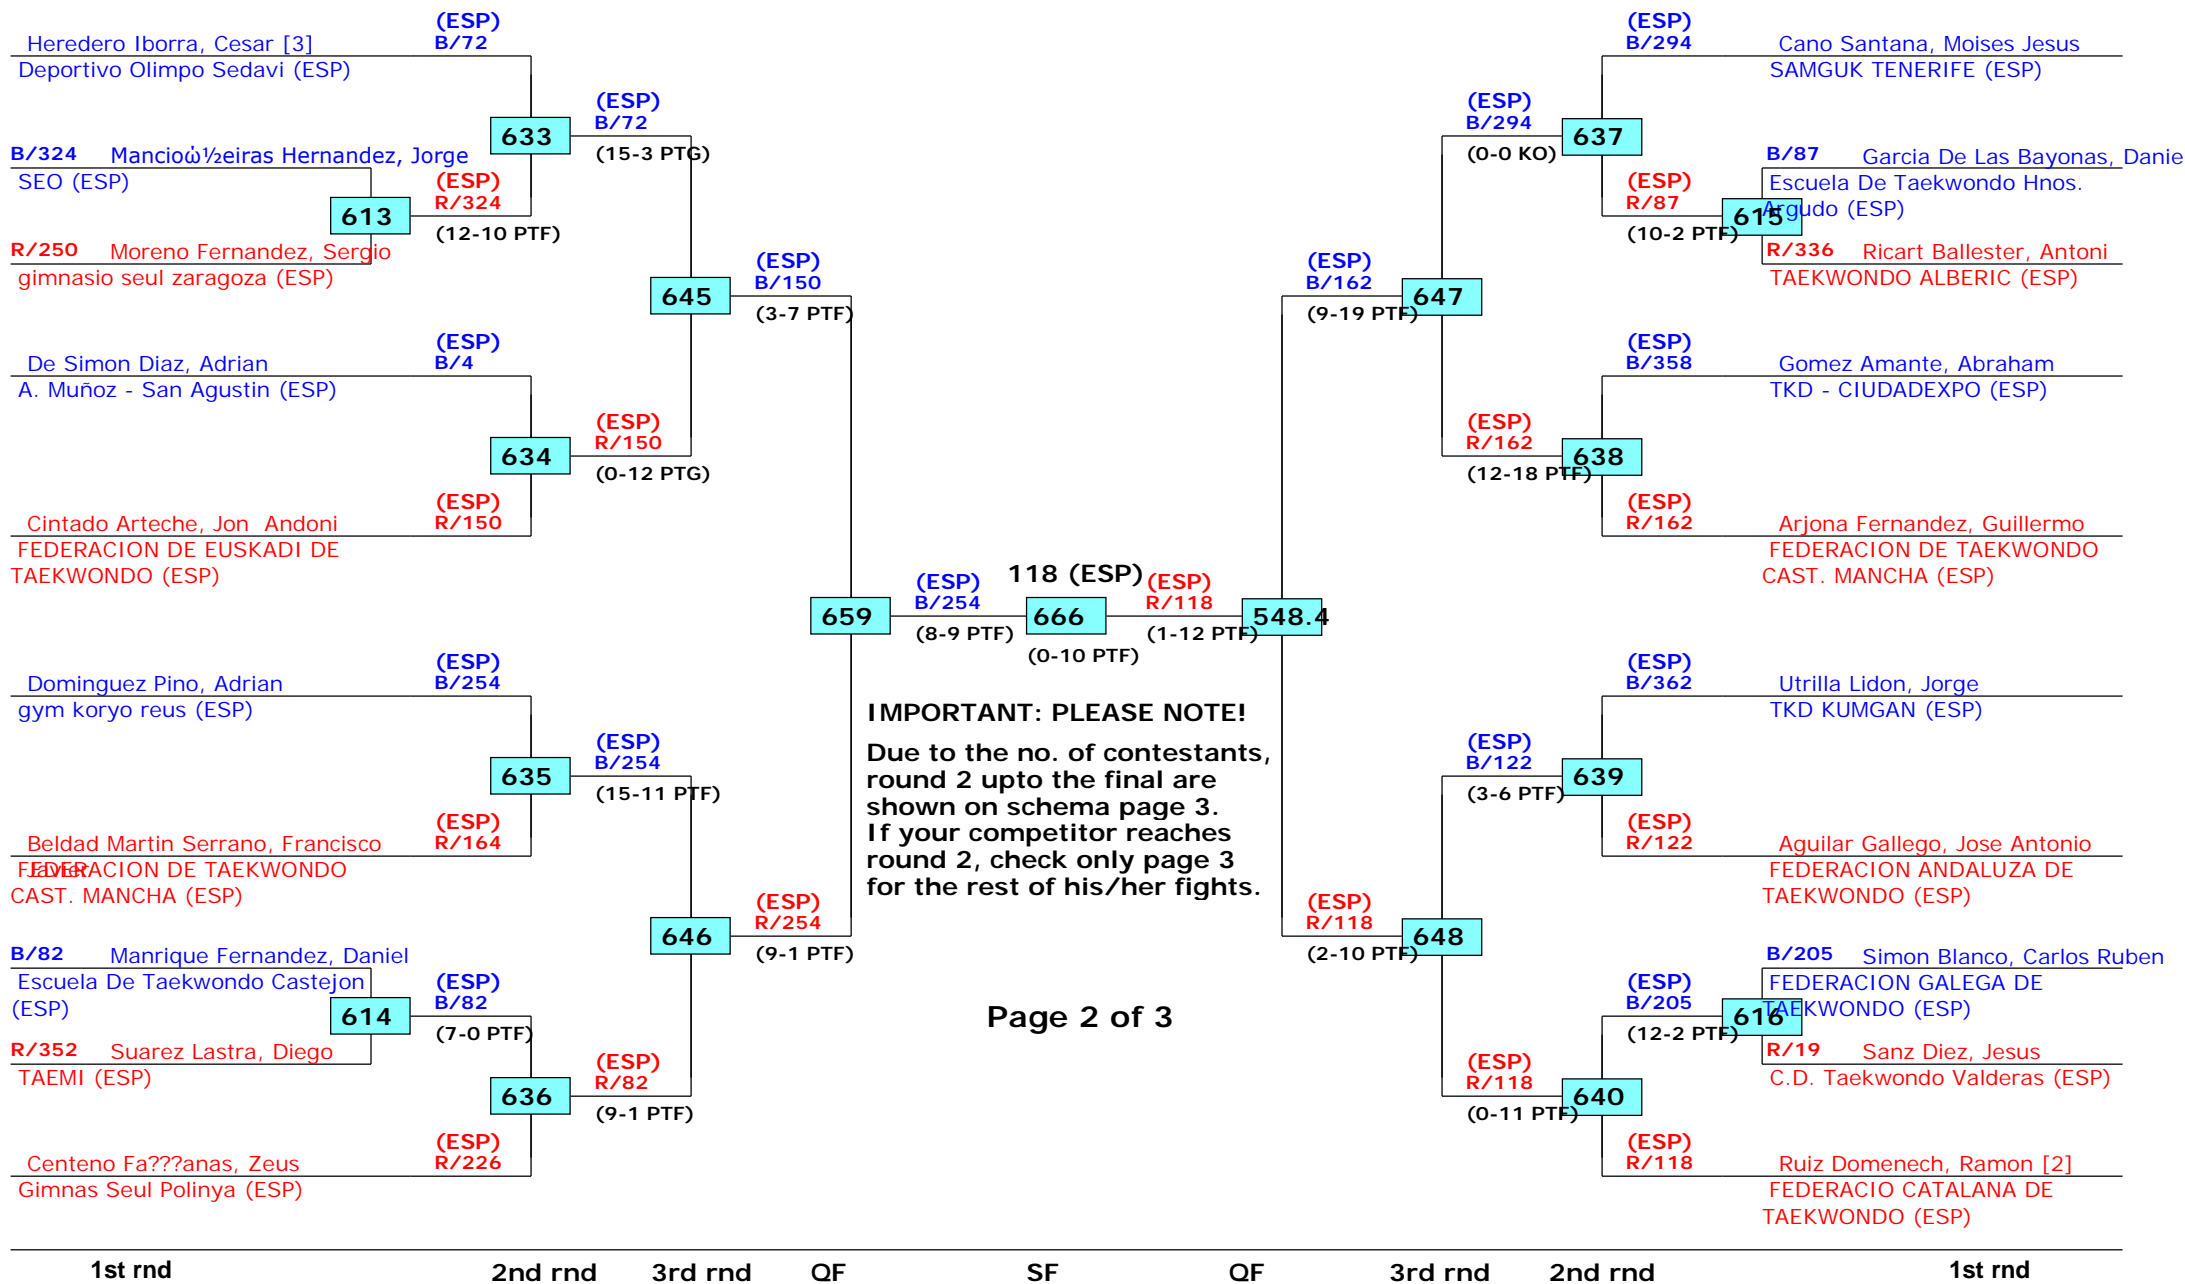 (ESP)
Heredero Iborra, Cesar [3]
B/72
Deportivo Olimpo Sedavi (ESP)
(ESP)
B/72
633
(15-3 PTG)
B/324 Mancioώ½eiras Hernandez, Jorge
SEO (ESP)
(ESP)
R/324
613
(12-10 PTF)
R/250 Moreno Fernandez, Sergio
gimnasio seul zaragoza (ESP)
(ESP)
B/150
645
(3-7 PTF)
(ESP)
De Simon Diaz, Adrian
B/4
A. Muñoz - San Agustin (ESP)
(ESP)
R/150
634
(0-12 PTG)
(ESP)
Cintado Arteche, Jon Andoni
R/150
FEDERACION DE EUSKADI DE
TAEKWONDO (ESP)
659
(ESP)
B/254
(8-9 PTF)
118 (ESP)
666
(0-10 PTF)
(ESP)
R/118
(1-12 PTF)
548.4
(ESP)
Dominguez Pino, Adrian
B/254
gym koryo reus (ESP)
(ESP)
B/254
635
(15-11 PTF)
(ESP)
Beldad Martin Serrano, Francisco
Javier
R/164
FEDERACION DE TAEKWONDO
CAST. MANCHA (ESP)
(ESP)
R/254
646
(9-1 PTF)
B/82 Manrique Fernandez, Daniel
Escuela De Taekwondo Castejon
(ESP)
(ESP)
B/82
614
(7-0 PTF)
R/352 Suarez Lastra, Diego
TAEMI (ESP)
(ESP)
R/82
636
(9-1 PTF)
(ESP)
Centeno Fa???anas, Zeus
R/226
Gimnas Seul Polinya (ESP)
IMPORTANT: PLEASE NOTE!
Due to the no. of contestants,
round 2 upto the final are
shown on schema page 3.
If your competitor reaches
round 2, check only page 3
for the rest of his/her fights.
Page 2 of 3
(ESP)
B/294
Cano Santana, Moises Jesus
SAMGUK TENERIFE (ESP)
(ESP)
B/294
637
(0-0 KO)
B/87 Garcia De Las Bayonas, Danie
Escuela De Taekwondo Hnos.
Argudo (ESP)
(ESP)
R/87
615
(10-2 PTF)
R/336 Ricart Ballester, Antoni
TAEKWONDO ALBERIC (ESP)
(ESP)
B/162
647
(9-19 PTF)
(ESP)
B/358
Gomez Amante, Abraham
TKD - CIUDADEXPO (ESP)
(ESP)
R/162
638
(12-18 PTF)
(ESP)
R/162
Arjona Fernandez, Guillermo
FEDERACION DE TAEKWONDO
CAST. MANCHA (ESP)
(ESP)
B/362
Utrilla Lidon, Jorge
TKD KUMGAN (ESP)
(ESP)
B/122
639
(3-6 PTF)
(ESP)
R/122
Aguilar Gallego, Jose Antonio
FEDERACION ANDALUZA DE
TAEKWONDO (ESP)
(ESP)
R/118
648
(2-10 PTF)
B/205 Simon Blanco, Carlos Ruben
FEDERACION GALEGA DE
TAEKWONDO (ESP)
(ESP)
B/205
616
(12-2 PTF)
R/19 Sanz Diez, Jesus
C.D. Taekwondo Valderas (ESP)
(ESP)
R/118
640
(0-11 PTF)
(ESP)
R/118
Ruiz Domenech, Ramon [2]
FEDERACIO CATALANA DE
TAEKWONDO (ESP)
1st rnd 2nd rnd 3rd rnd QF SF QF 3rd rnd 2nd rnd 1st rnd